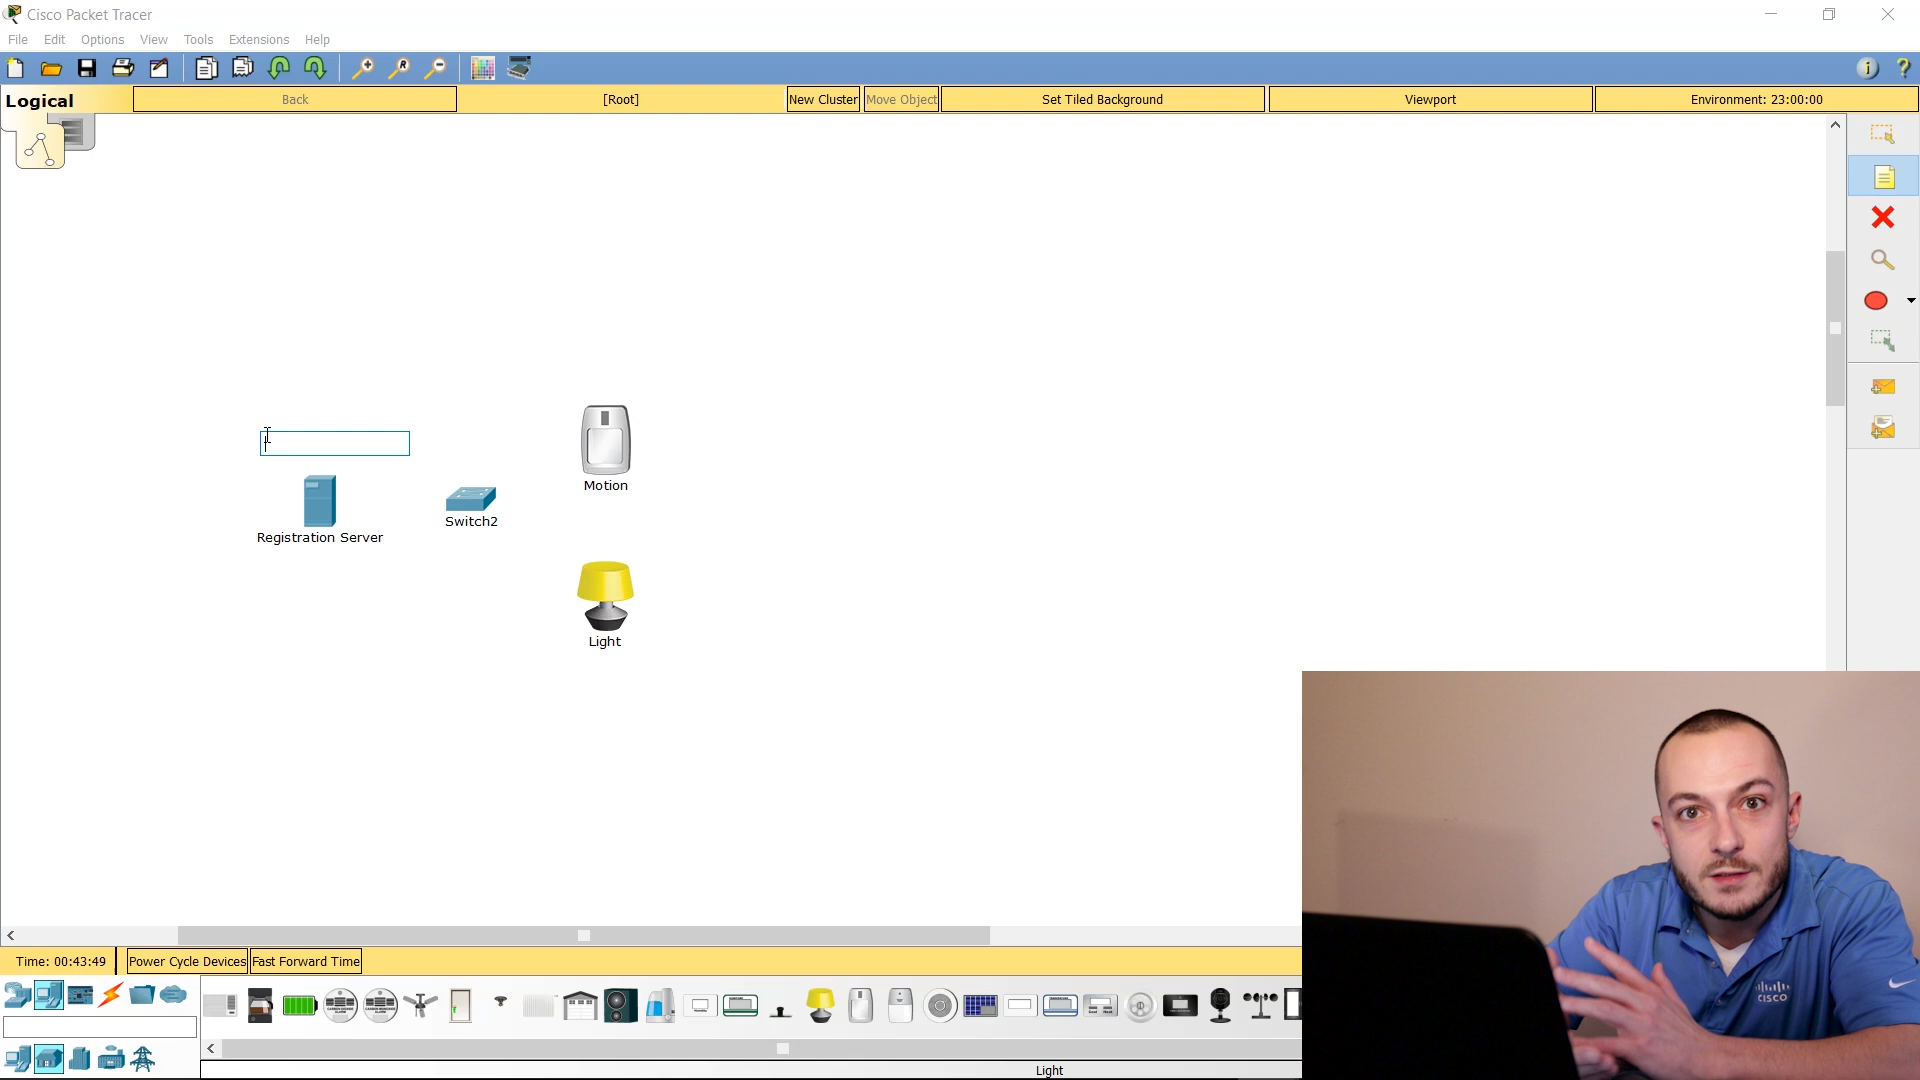 Cisco Packet Tracer
File Edit Options View Tools Extensions Help
Logical Back [Root] New Cluster Move Object Set Tiled Background Viewport Environment: 23:00:00
Motion
Switch2
Registration Server
Light
Time: 00:43:49 Power Cycle Devices Fast Forward Time
Light
CISCO